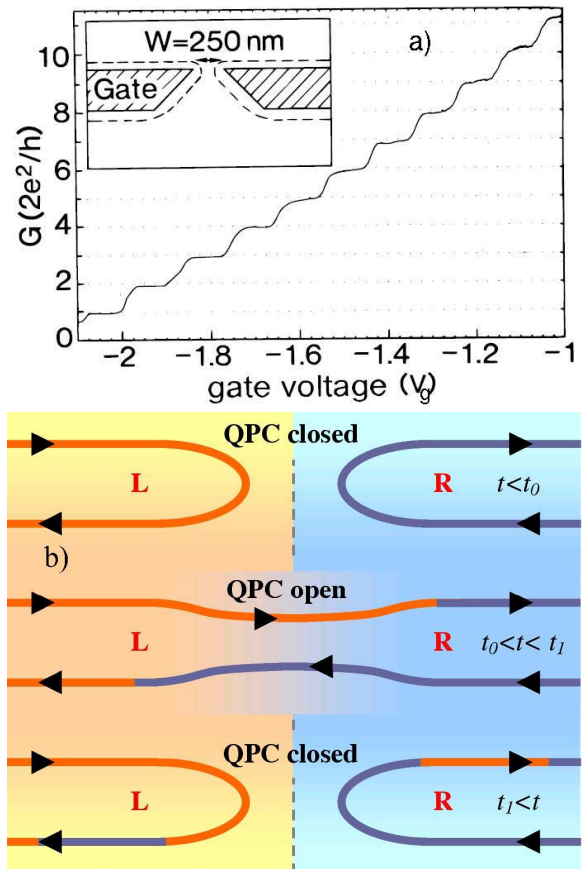 a)
W=250 nm
Gate
G (2e²/h)
10
8
6
4
2
0
−2
−1.8
−1.6
−1.4
−1.2
−1
gate voltage (Vg)
QPC closed
L
R
t<t₀
b)
QPC open
L
R
t₀<t< t₁
QPC closed
L
R
t₁<t